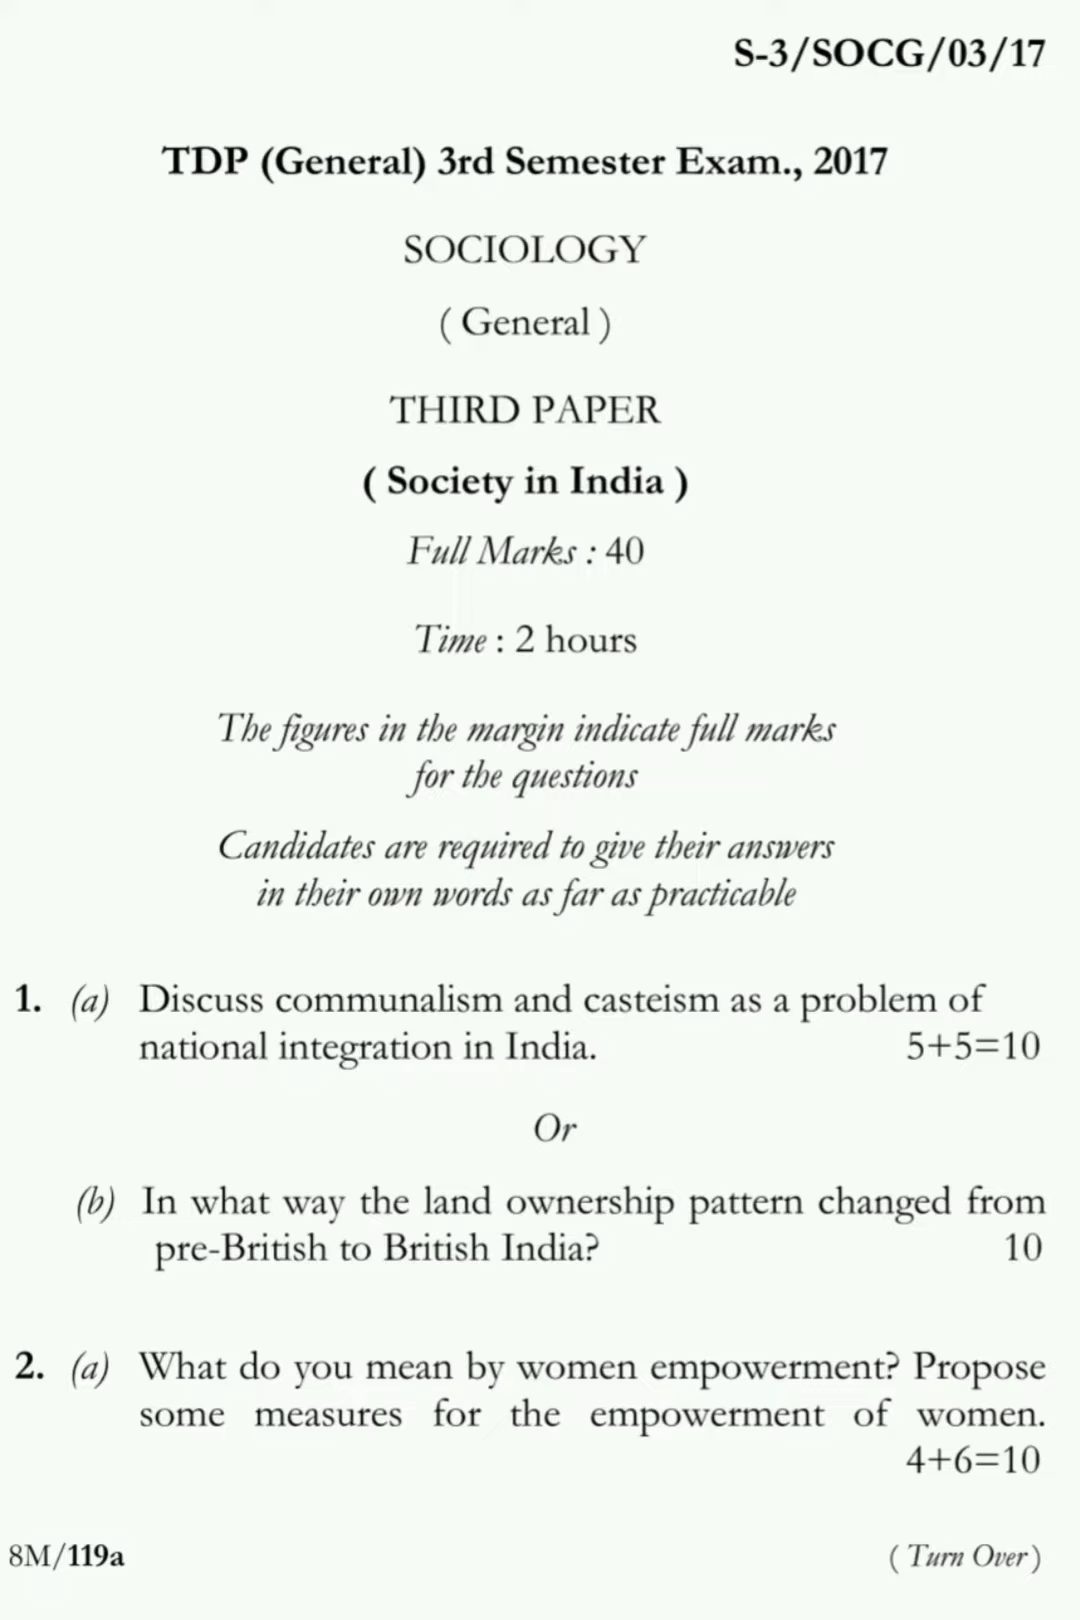 S-3/SOCG/03/17
TDP (General) 3rd Semester Exam., 2017
SOCIOLOGY
( General )
THIRD PAPER
( Society in India )
Full Marks : 40
Time : 2 hours
The figures in the margin indicate full marks
for the questions
Candidates are required to give their answers
in their own words as far as practicable
1. (a) Discuss communalism and casteism as a problem of
national integration in India. 5+5=10
Or
(b) In what way the land ownership pattern changed from
pre-British to British India? 10
2. (a) What do you mean by women empowerment? Propose
some measures for the empowerment of women.
4+6=10
8M/119a ( Turn Over )